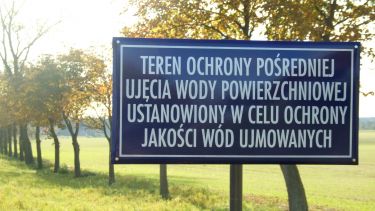 TEREN OCHRONY POŚREDNIEJ
UJĘCIA WODY POWIERZCHNIOWEJ
USTANOWIONY W CELU OCHRONY
JAKOŚCI WÓD UJMOWANYCH